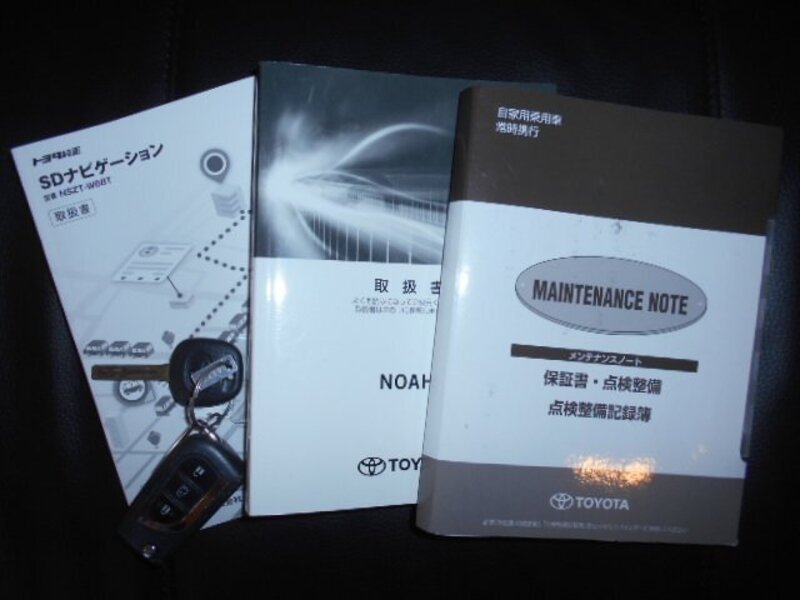 トヨタ純正
SDナビゲーション
型番 NSZT-W68T
取扱書
取 扱 書
NOAH
TOYO
自家用乗用車
常時携行
MAINTENANCE NOTE
メンテナンスノート
保証書・点検整備
点検整備記録簿
TOYOTA